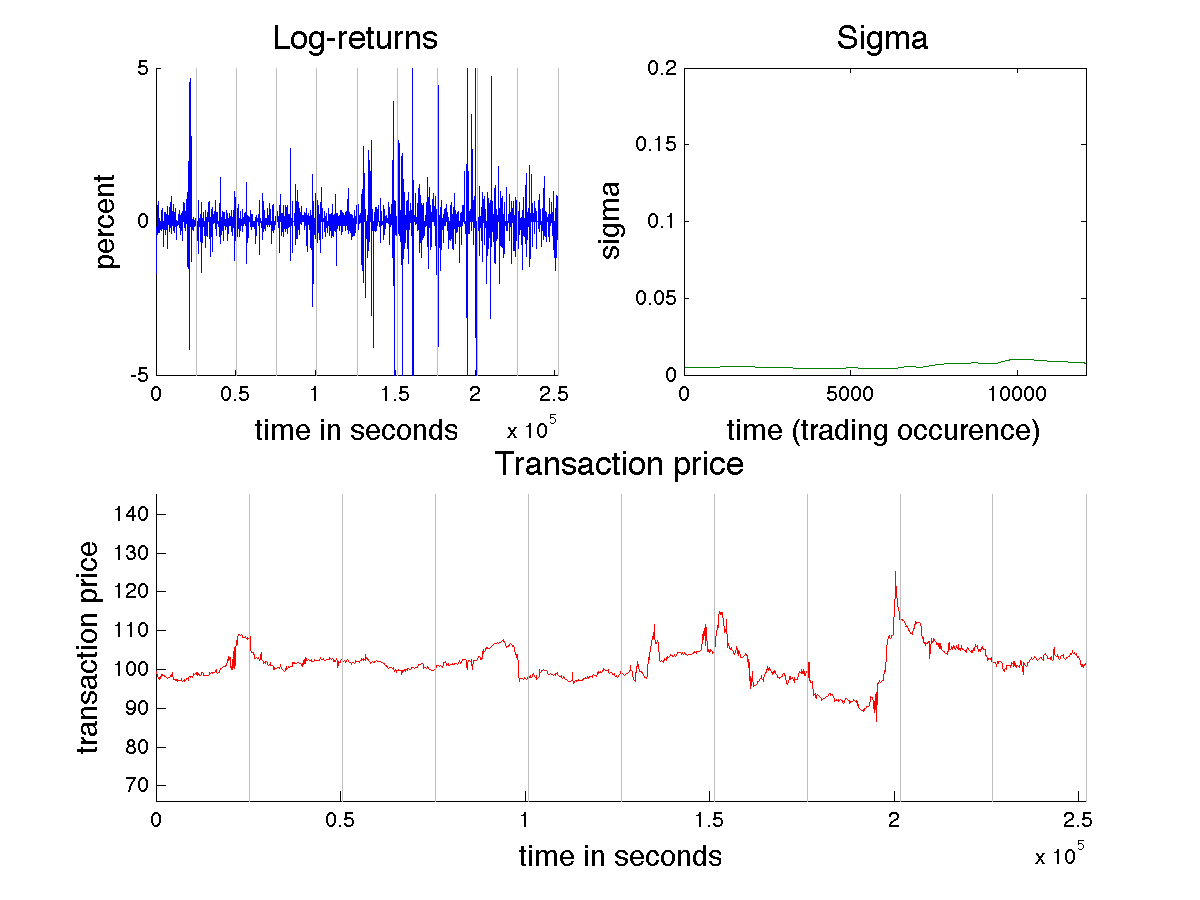 Log-returns
5
0
-5
percent
0 0.5 1 1.5 2 2.5
x 10^5
time in seconds
Sigma
0.2
0.15
0.1
0.05
0
sigma
0 5000 10000
time (trading occurence)
Transaction price
140
130
120
110
100
90
80
70
transaction price
0 0.5 1 1.5 2 2.5
x 10^5
time in seconds